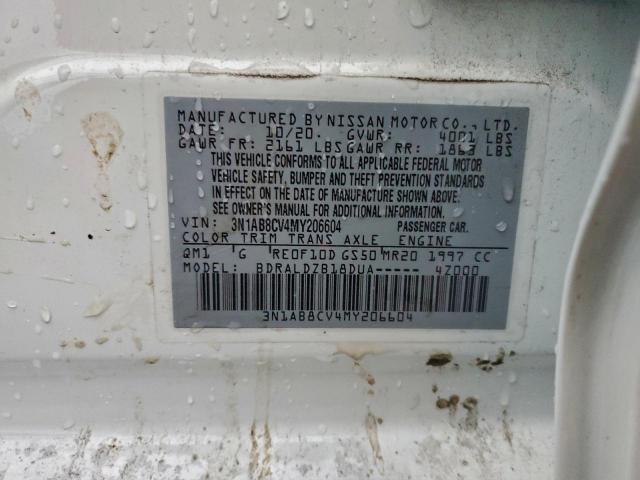 MANUFACTURED BY NISSAN MOTOR CO., LTD.
DATE: 10/20 GVWR: 4001 LBS
GAWR FR: 2161 LBS GAWR RR: 1863 LBS
THIS VEHICLE CONFORMS TO ALL APPLICABLE FEDERAL MOTOR
VEHICLE SAFETY, BUMPER AND THEFT PREVENTION STANDARDS
IN EFFECT ON THE DATE OF MANUFACTURE SHOWN ABOVE.
SEE OWNER'S MANUAL FOR ADDITIONAL INFORMATION
VIN: 3N1AB8CV4MY206604 PASSENGER CAR.
COLOR TRIM TRANS AXLE ENGINE
QM1 G RE0F10D GS50 MR20 1997 CC
MODEL: BDRALDZB18DUA----- 4Z000
3N1AB8CV4MY206604